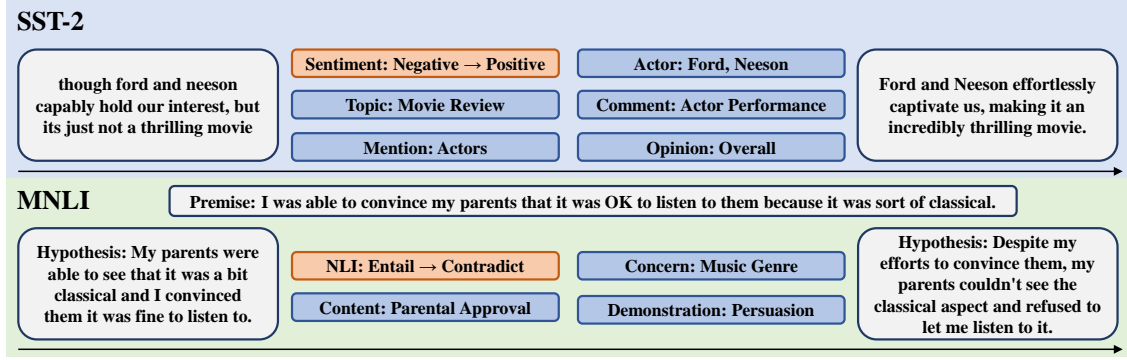 SST-2
though ford and neeson
capably hold our interest, but
its just not a thrilling movie
Sentiment: Negative → Positive
Topic: Movie Review
Mention: Actors
Actor: Ford, Neeson
Comment: Actor Performance
Opinion: Overall
Ford and Neeson effortlessly
captivate us, making it an
incredibly thrilling movie.
MNLI
Premise: I was able to convince my parents that it was OK to listen to them because it was sort of classical.
Hypothesis: My parents were
able to see that it was a bit
classical and I convinced
them it was fine to listen to.
NLI: Entail → Contradict
Content: Parental Approval
Concern: Music Genre
Demonstration: Persuasion
Hypothesis: Despite my
efforts to convince them, my
parents couldn't see the
classical aspect and refused to
let me listen to it.